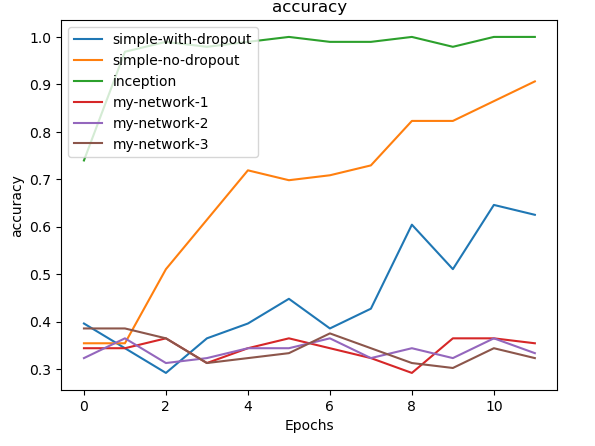 accuracy
simple-with-dropout
simple-no-dropout
inception
my-network-1
my-network-2
my-network-3
1.0
0.9
0.8
0.7
0.6
0.5
0.4
0.3
accuracy
0 2 4 6 8 10
Epochs